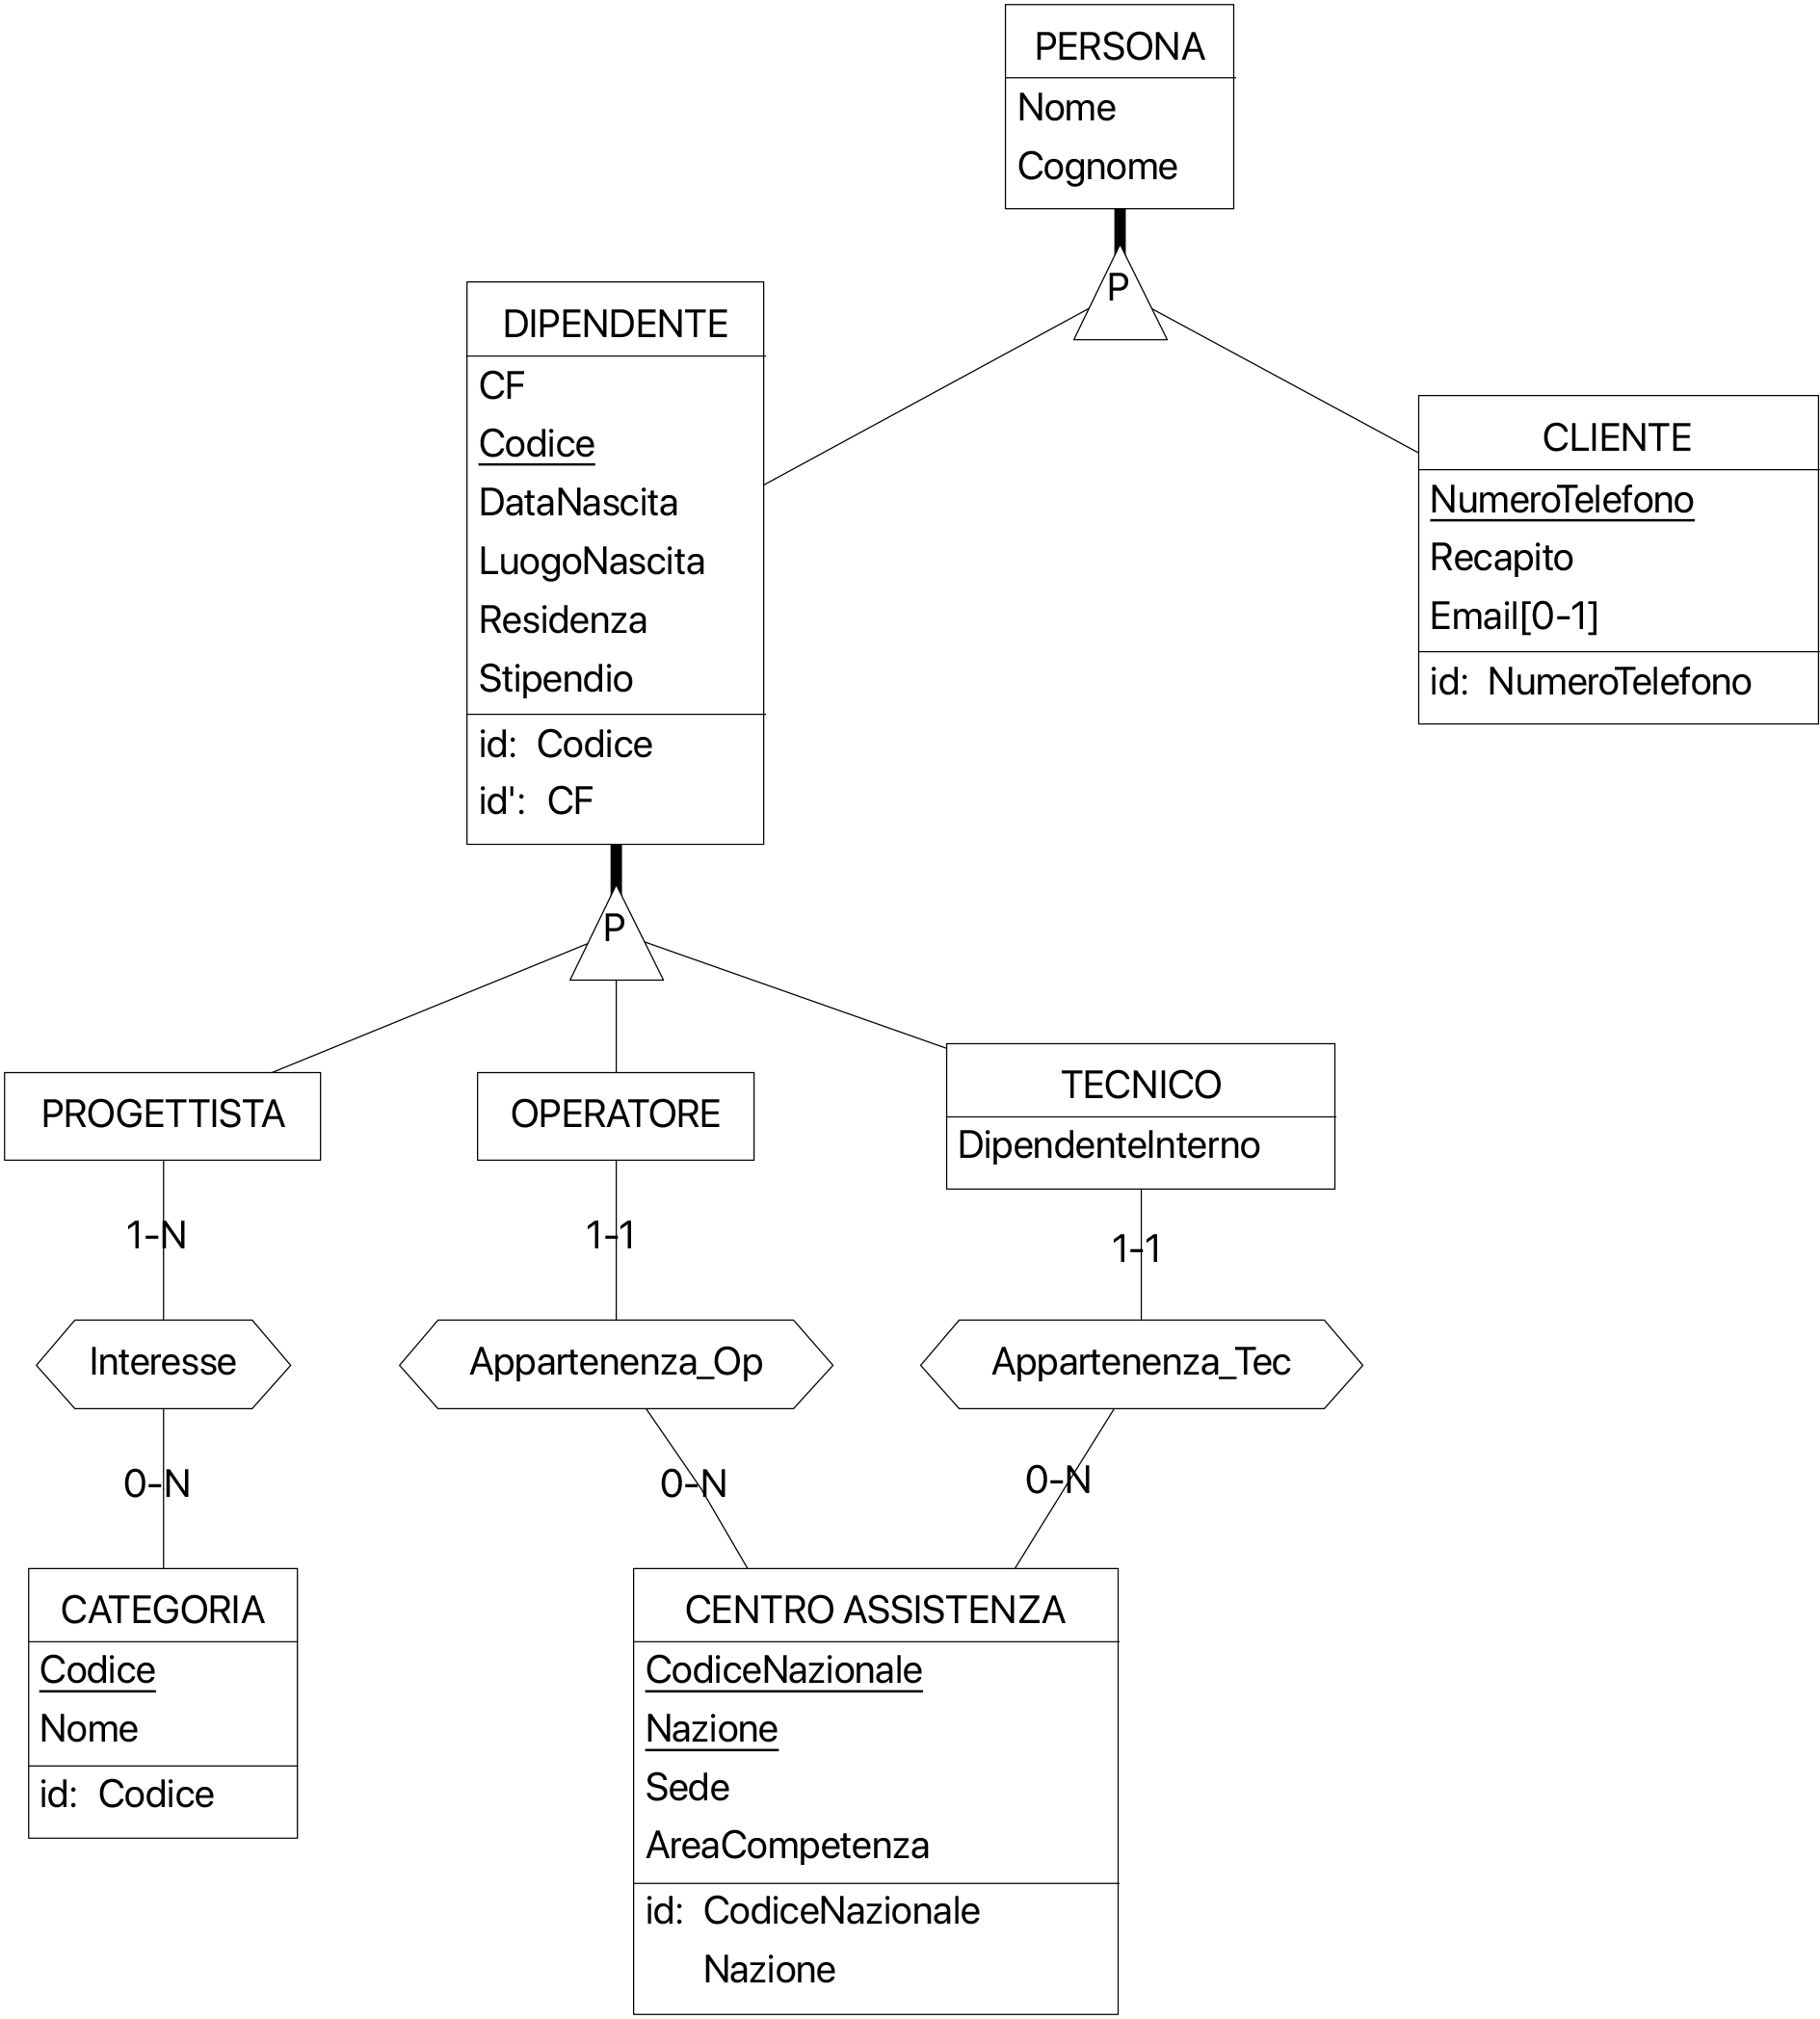 PERSONA
Nome
Cognome
P
DIPENDENTE
CF
Codice
DataNascita
LuogoNascita
Residenza
Stipendio
id: Codice
id': CF
CLIENTE
NumeroTelefono
Recapito
Email[0-1]
id: NumeroTelefono
P
PROGETTISTA
OPERATORE
TECNICO
DipendenteInterno
1-N
1-1
1-1
Interesse
Appartenenza_Op
Appartenenza_Tec
0-N
0-N
0-N
CATEGORIA
Codice
Nome
id: Codice
CENTRO ASSISTENZA
CodiceNazionale
Nazione
Sede
AreaCompetenza
id: CodiceNazionale
Nazione